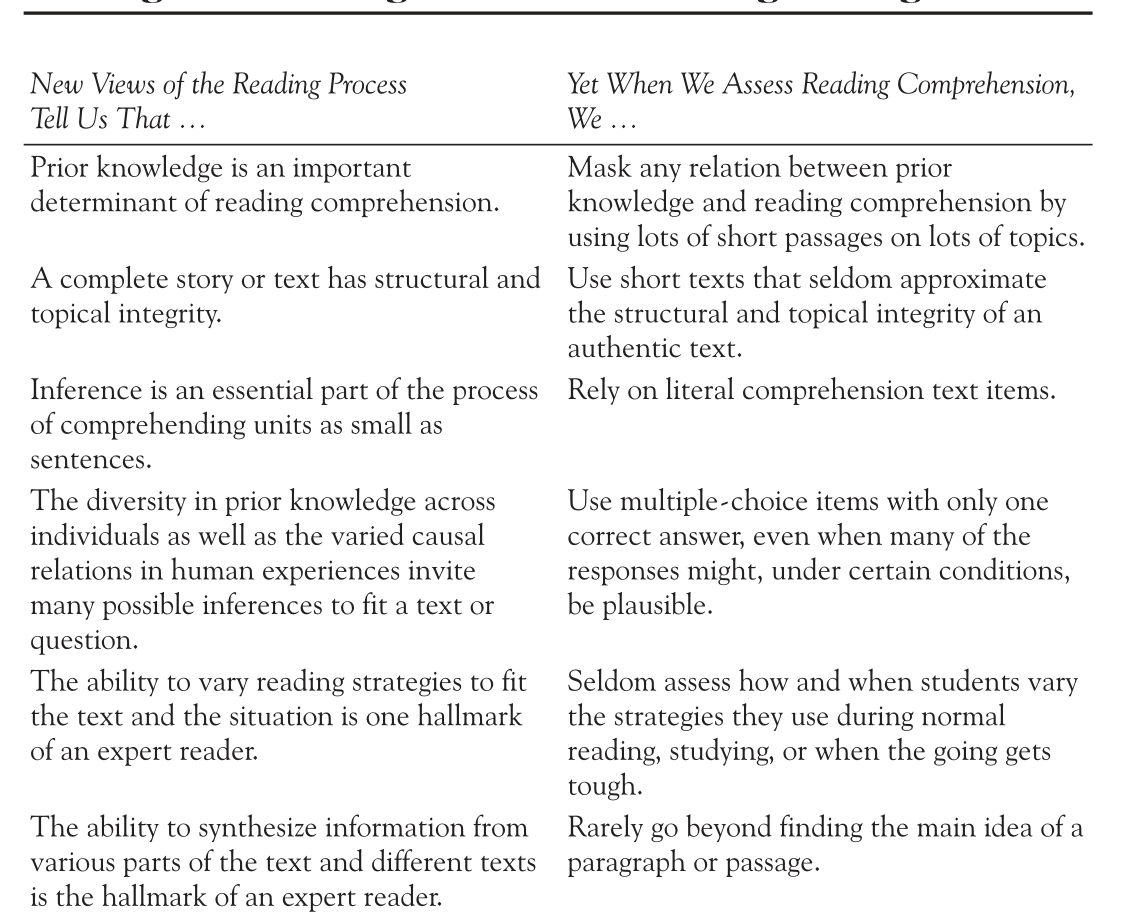 New Views of the Reading Process
Tell Us That …
Yet When We Assess Reading Comprehension,
We …
Prior knowledge is an important
determinant of reading comprehension.
Mask any relation between prior
knowledge and reading comprehension by
using lots of short passages on lots of topics.
A complete story or text has structural and
topical integrity.
Use short texts that seldom approximate
the structural and topical integrity of an
authentic text.
Inference is an essential part of the process
of comprehending units as small as
sentences.
Rely on literal comprehension text items.
The diversity in prior knowledge across
individuals as well as the varied causal
relations in human experiences invite
many possible inferences to fit a text or
question.
Use multiple-choice items with only one
correct answer, even when many of the
responses might, under certain conditions,
be plausible.
The ability to vary reading strategies to fit
the text and the situation is one hallmark
of an expert reader.
Seldom assess how and when students vary
the strategies they use during normal
reading, studying, or when the going gets
tough.
The ability to synthesize information from
various parts of the text and different texts
is the hallmark of an expert reader.
Rarely go beyond finding the main idea of a
paragraph or passage.